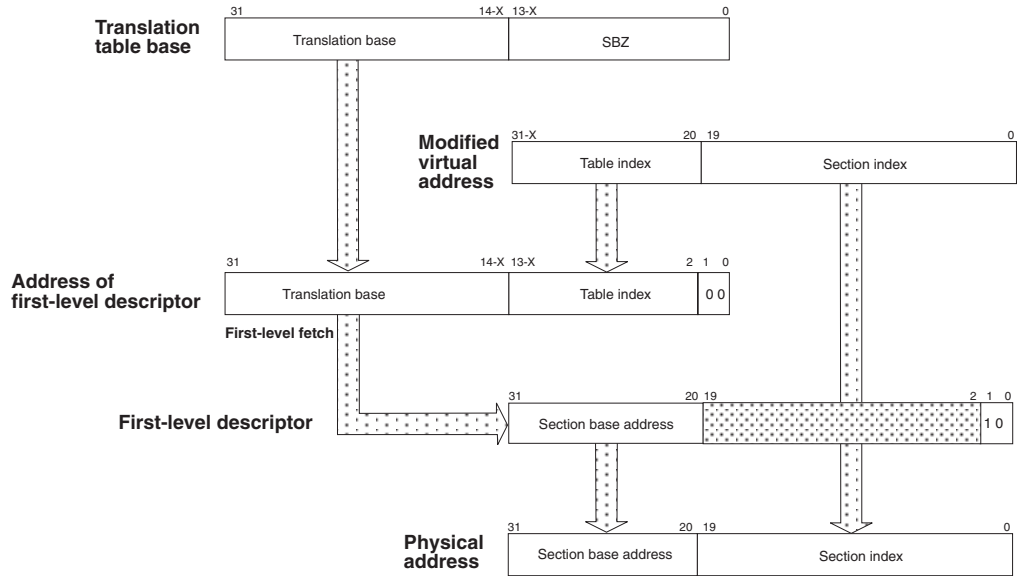 31 14-X 13-X 0
Translation
table base
Translation base SBZ
31-X 20 19 0
Modified
virtual
address
Table index Section index
31 14-X 13-X 2 1 0
Address of
first-level descriptor
Translation base Table index 0 0
First-level fetch
31 20 19 2 1 0
First-level descriptor
Section base address 1 0
31 20 19 0
Physical
address
Section base address Section index